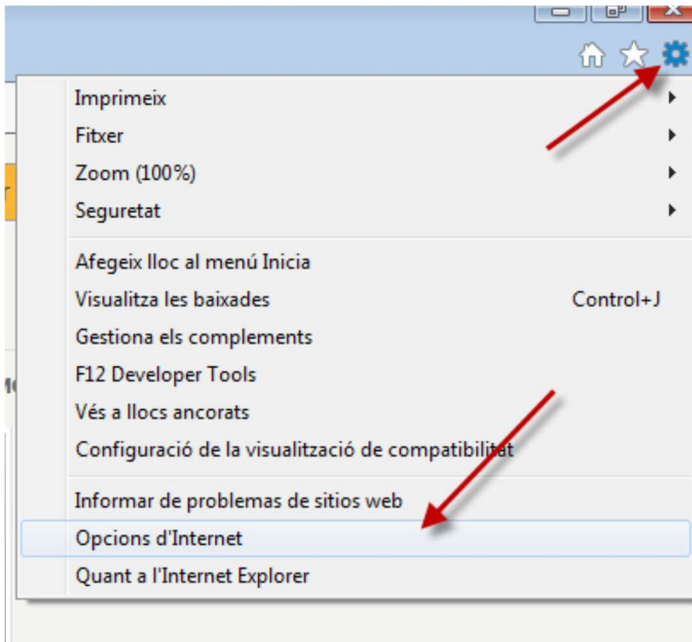 Imprimeix
Fitxer
Zoom (100%)
Seguretat
Afegeix lloc al menú Inicia
Visualitza les baixades Control+J
Gestiona els complements
F12 Developer Tools
Vés a llocs ancorats
Configuració de la visualització de compatibilitat
Informar de problemas de sitios web
Opcions d'Internet
Quant a l'Internet Explorer